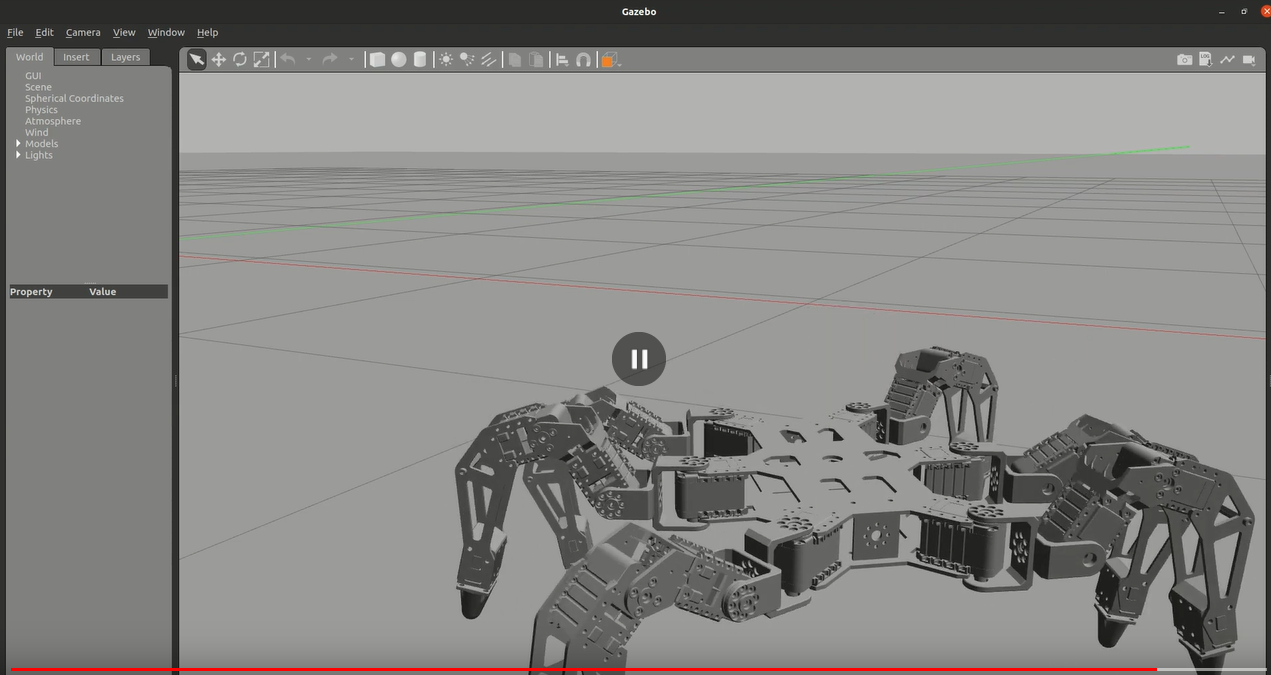 Gazebo
File Edit Camera View Window Help
World Insert Layers
GUI
Scene
Spherical Coordinates
Physics
Atmosphere
Wind
Models
Lights
Property Value